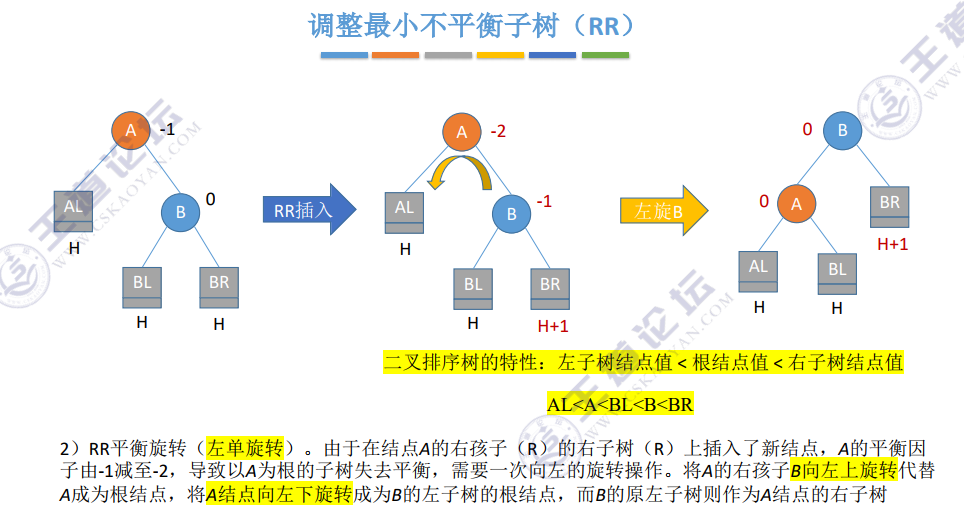 调整最小不平衡子树（RR）
A
-1
AL
H
B
0
BL
H
BR
H
RR插入
A
-2
AL
H
B
-1
BL
H
BR
H+1
左旋B
0
B
0
A
BR
H+1
AL
H
BL
H
二叉排序树的特性：左子树结点值 < 根结点值 < 右子树结点值
AL<A<BL<B<BR
2）RR平衡旋转（左单旋转）。由于在结点A的右孩子（R）的右子树（R）上插入了新结点，A的平衡因
子由-1减至-2，导致以A为根的子树失去平衡，需要一次向左的旋转操作。将A的右孩子B向左上旋转代替
A成为根结点，将A结点向左下旋转成为B的左子树的根结点，而B的原左子树则作为A结点的右子树
王道论坛
WWW.CSKAOYAN.COM